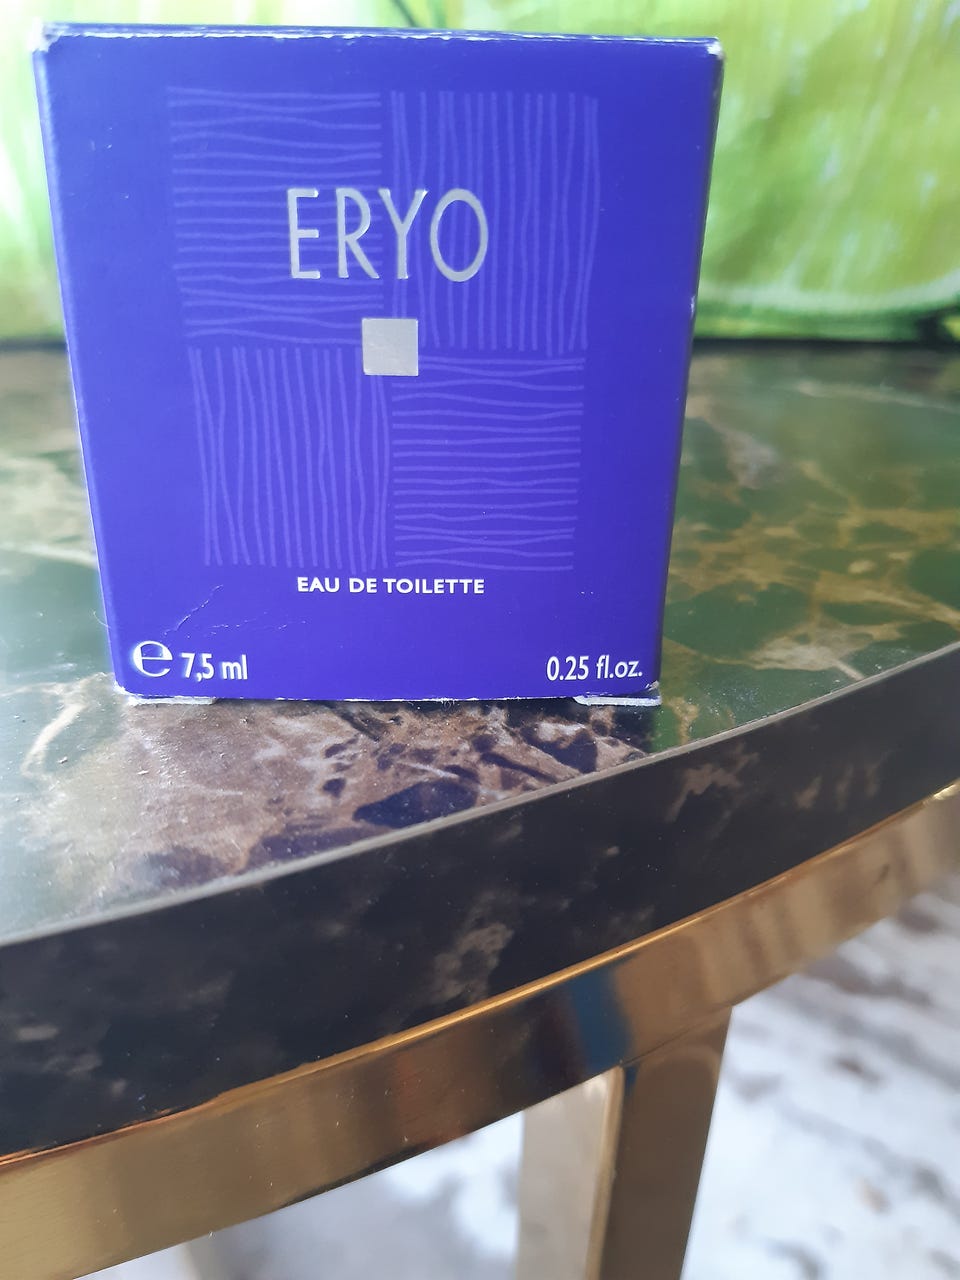 ERYO
EAU DE TOILETTE
e 7,5 ml
0.25 fl.oz.